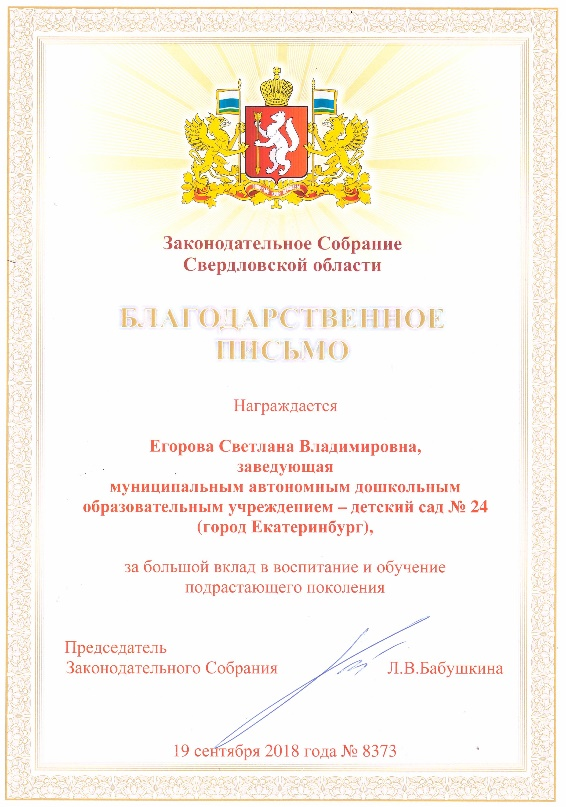 Законодательное Собрание
Свердловской области
БЛАГОДАРСТВЕННОЕ
ПИСЬМО
Награждается
Егорова Светлана Владимировна,
заведующая
муниципальным автономным дошкольным
образовательным учреждением – детский сад № 24
(город Екатеринбург),
за большой вклад в воспитание и обучение
подрастающего поколения
Председатель
Законодательного Собрания Л.В.Бабушкина
19 сентября 2018 года № 8373